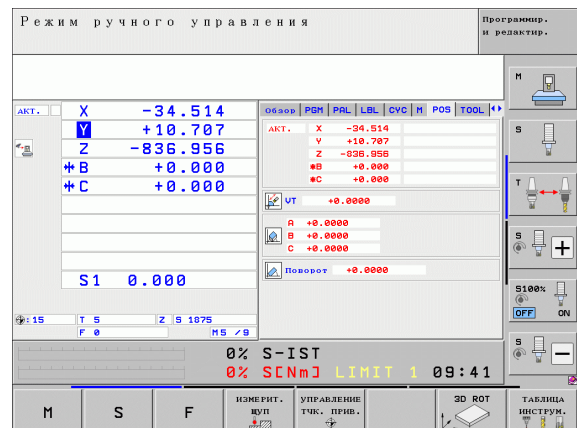 Режим ручного управления
Программир.
и редактир.
АКТ.
X -34.514
Y +10.707
Z -836.956
B +0.000
C +0.000
S1 0.000
:15
T 5
Z S 1875
F 0
M5 /9
Обзор PGM PAL LBL CYC M POS TOOL
АКТ. X -34.514
Y +10.707
Z -836.956
*B +0.000
*C +0.000
VT +0.0000
A +0.0000
B +0.0000
C +0.0000
Поворот +0.0000
0% S-IST
0% S[Nm] LIMIT 1 09:41
M
S
T
S
S100%
OFF ON
S
M
S
F
ИЗМЕРИТ.
ЩУП
УПРАВЛЕНИЕ
ТЧК. ПРИВ.
3D ROT
ТАБЛИЦА
ИНСТРУМ.